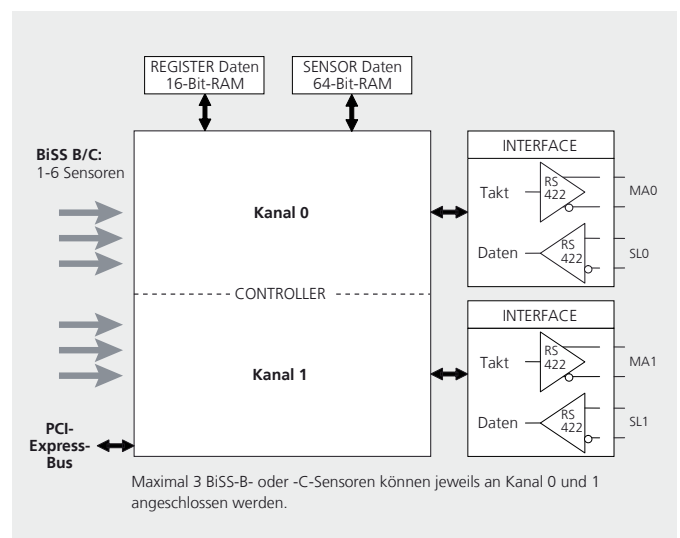 REGISTER Daten
16-Bit-RAM
SENSOR Daten
64-Bit-RAM
BiSS B/C:
1-6 Sensoren
Kanal 0
CONTROLLER
Kanal 1
PCI-
Express-
Bus
INTERFACE
Takt
RS
422
MA0
Daten
RS
422
SL0
INTERFACE
Takt
RS
422
MA1
Daten
RS
422
SL1
Maximal 3 BiSS-B- oder -C-Sensoren können jeweils an Kanal 0 und 1
angeschlossen werden.